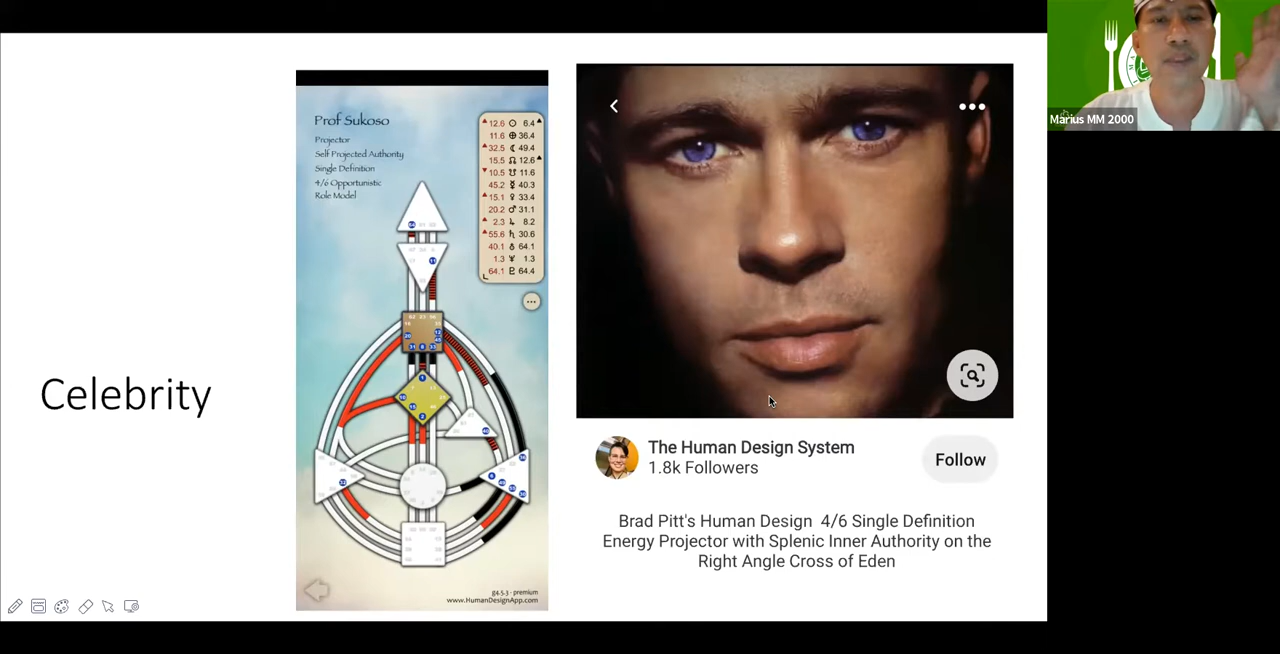 Celebrity
Prof Sukoso
Projector
Self Projected Authority
Single Definition
4/6 Opportunistic
Role Model
12.6 ☉ 6.4
11.6 ⊕ 36.4
32.5 ☾ 49.4
15.5 ☊ 12.6
10.5 ☋ 11.6
45.2 ☿ 40.3
15.1 ♀ 33.4
20.2 ♂ 31.1
2.3 ♃ 8.2
55.6 ♄ 30.6
40.1 ♅ 64.1
1.3 ♆ 1.3
64.1 ♇ 64.4
g4.5.3 - premium
www.HumanDesignApp.com
The Human Design System
1.8k Followers
Follow
Brad Pitt's Human Design 4/6 Single Definition
Energy Projector with Splenic Inner Authority on the
Right Angle Cross of Eden
Marius MM 2000